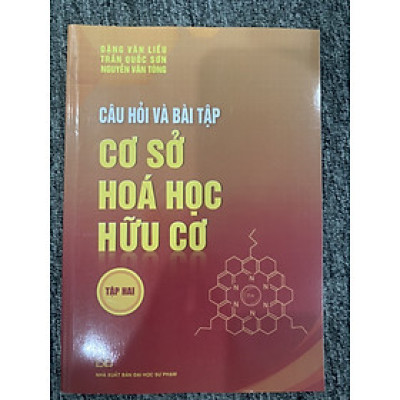 ĐẶNG VĂN LIẾU
TRẦN QUỐC SƠN
NGUYỄN VĂN TÒNG
CÂU HỎI VÀ BÀI TẬP
CƠ SỞ
HOÁ HỌC
HỮU CƠ
TẬP HAI
NHÀ XUẤT BẢN ĐẠI HỌC SƯ PHẠM